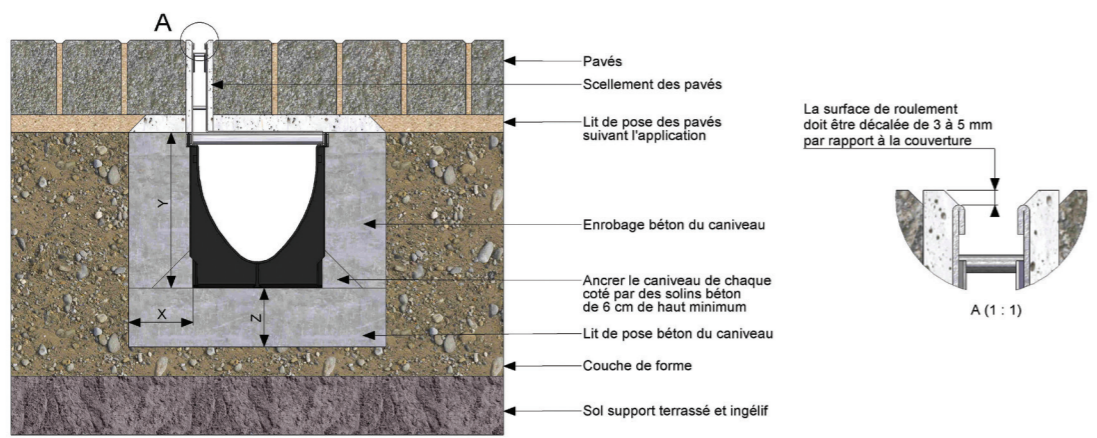 A
Pavés
Scellement des pavés
Lit de pose des pavés
suivant l'application
Enrobage béton du caniveau
Ancrer le caniveau de chaque
coté par des solins béton
de 6 cm de haut minimum
Lit de pose béton du caniveau
Couche de forme
Sol support terrassé et ingélif
Y
X
Z
La surface de roulement
doit être décalée de 3 à 5 mm
par rapport à la couverture
A (1 : 1)